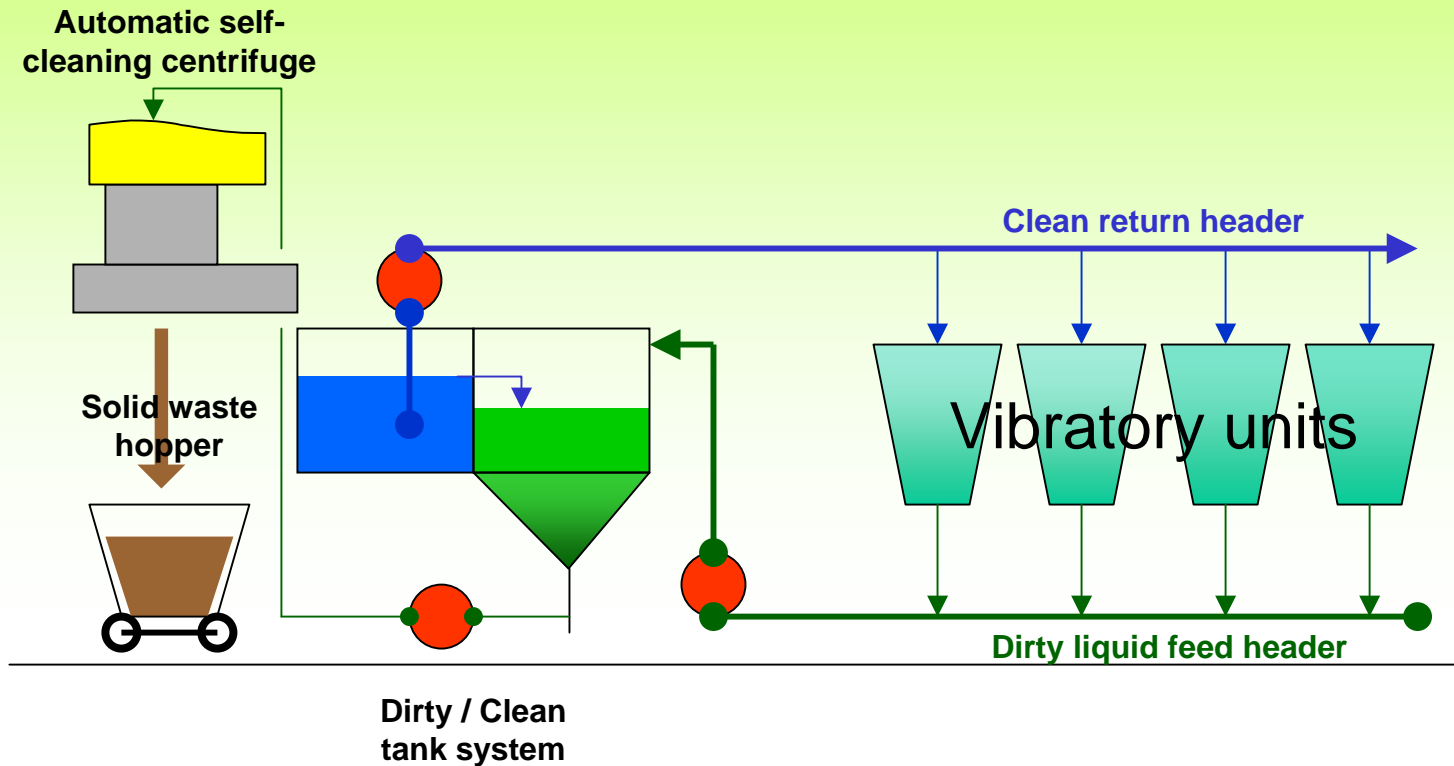 Automatic self-
cleaning centrifuge
Clean return header
Solid waste
hopper
Vibratory units
Dirty liquid feed header
Dirty / Clean
tank system